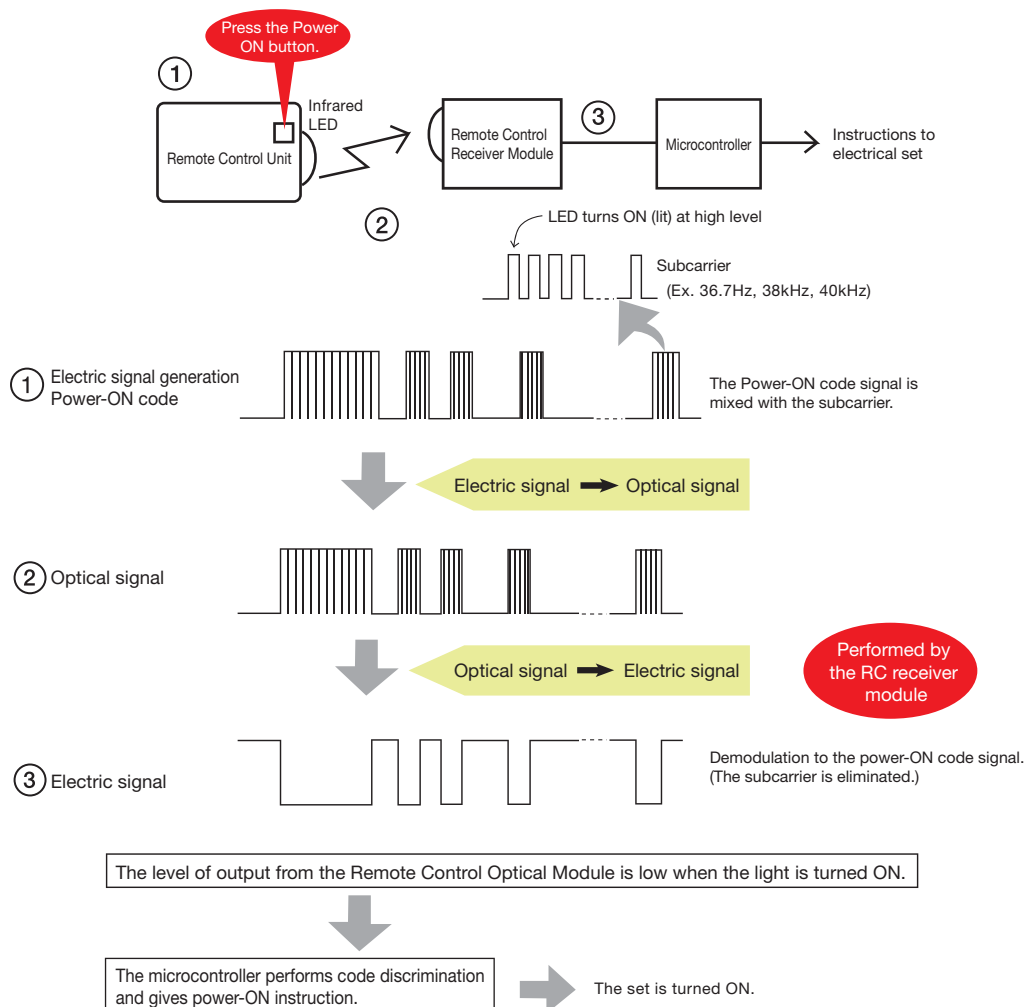 Press the Power
ON button.
1
Infrared
LED
Remote Control Unit
Remote Control
Receiver Module
3
Microcontroller
Instructions to
electrical set
2
LED turns ON (lit) at high level
Subcarrier
(Ex. 36.7Hz, 38kHz, 40kHz)
1
Electric signal generation
Power-ON code
The Power-ON code signal is
mixed with the subcarrier.
Electric signal Optical signal
2
Optical signal
Optical signal Electric signal
Performed by
the RC receiver
module
3
Electric signal
Demodulation to the power-ON code signal.
(The subcarrier is eliminated.)
The level of output from the Remote Control Optical Module is low when the light is turned ON.
The microcontroller performs code discrimination
and gives power-ON instruction.
The set is turned ON.